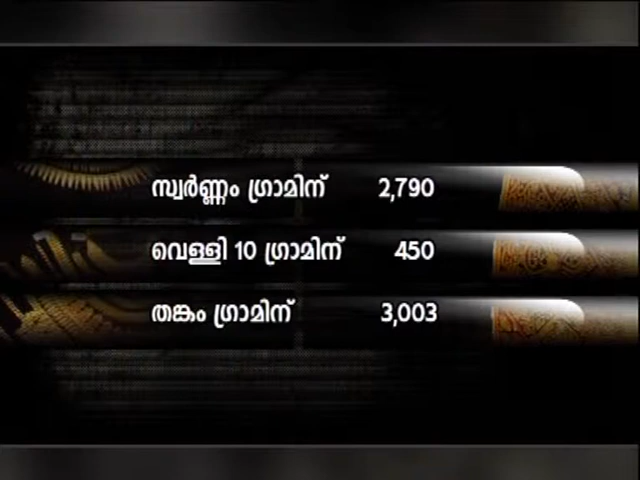 സ്വർണ്ണം ഗ്രാമിന് 2,790
വെള്ളി 10 ഗ്രാമിന് 450
തങ്കം ഗ്രാമിന് 3,003